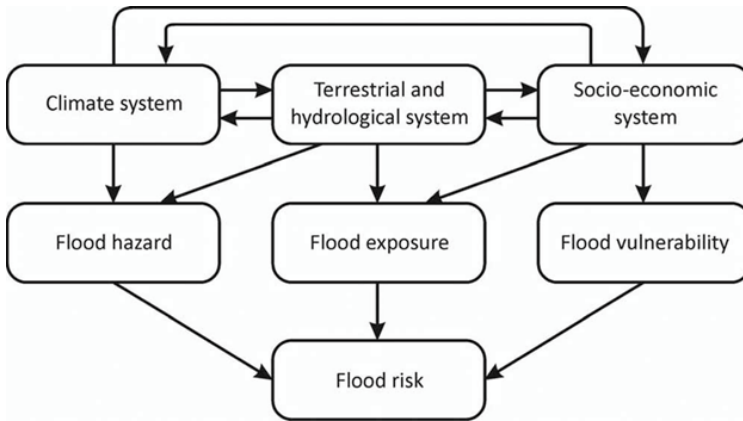 Climate system
Terrestrial and
hydrological system
Socio-economic
system
Flood hazard
Flood exposure
Flood vulnerability
Flood risk